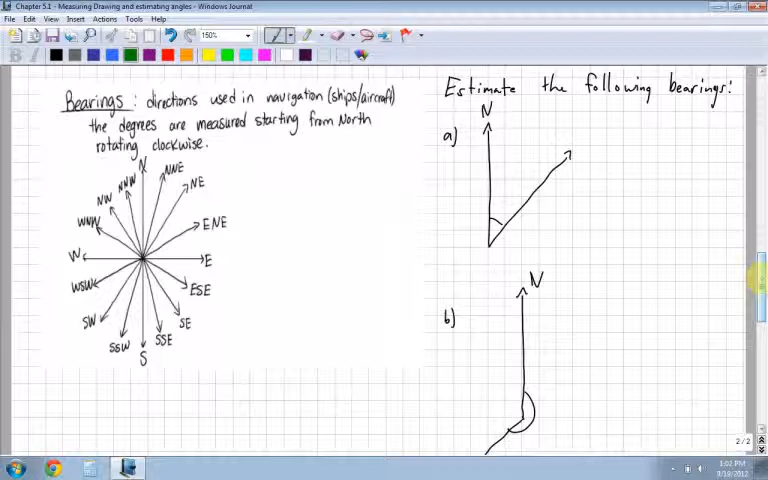 Chapter 5.1 - Measuring Drawing and estimating angles - Windows Journal
File Edit View Insert Actions Tools Help
150%
B I
Bearings : directions used in navigation (ships/aircraft)
the degrees are measured starting from North
rotating clockwise.
N
NNW NNE
NW NE
WNW ENE
W E
WSW ESE
SW SE
SSW SSE
S
Estimate the following bearings:
N
a)
N
b)
2/2
1:02 PM
9/19/2012